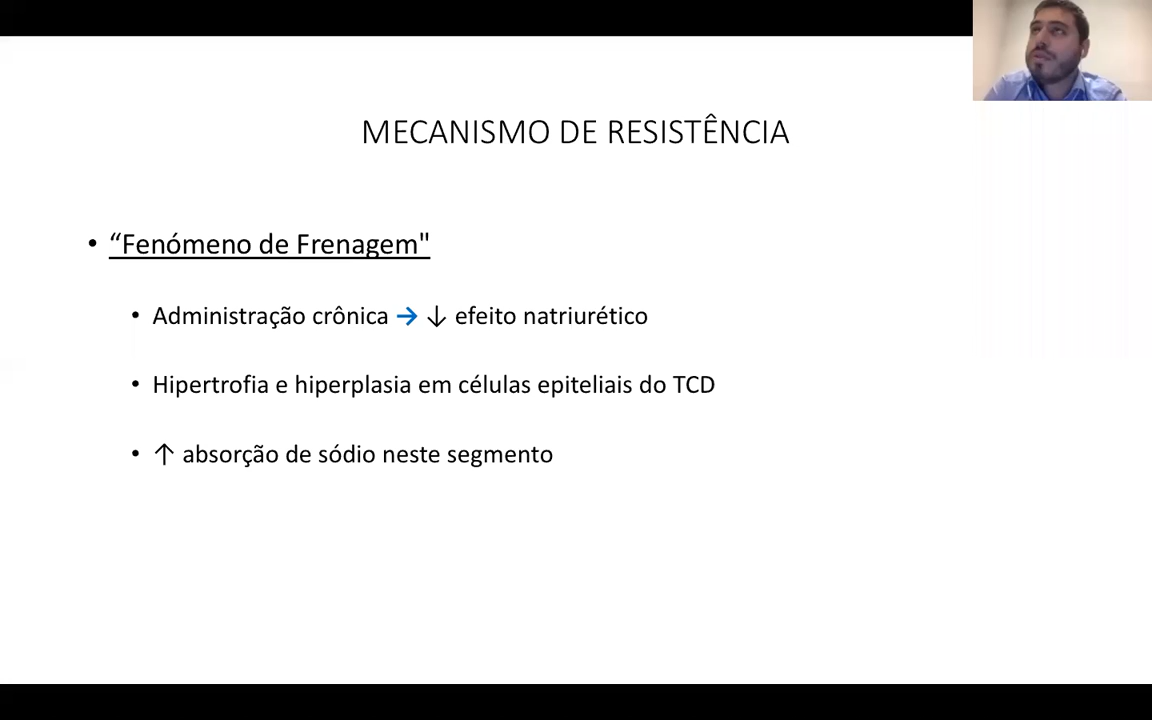 MECANISMO DE RESISTÊNCIA
• “Fenómeno de Frenagem"
• Administração crônica → ↓ efeito natriurético
• Hipertrofia e hiperplasia em células epiteliais do TCD
• ↑ absorção de sódio neste segmento